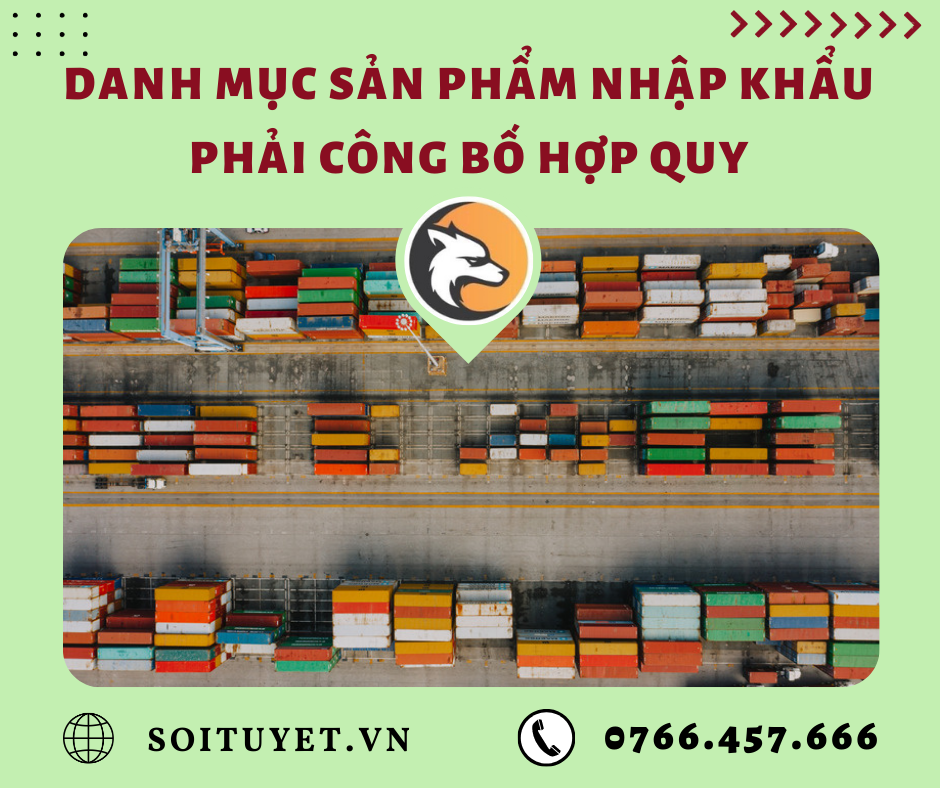 DANH MỤC SẢN PHẨM NHẬP KHẨU
PHẢI CÔNG BỐ HỢP QUY
SOITUYET.VN
0766.457.666